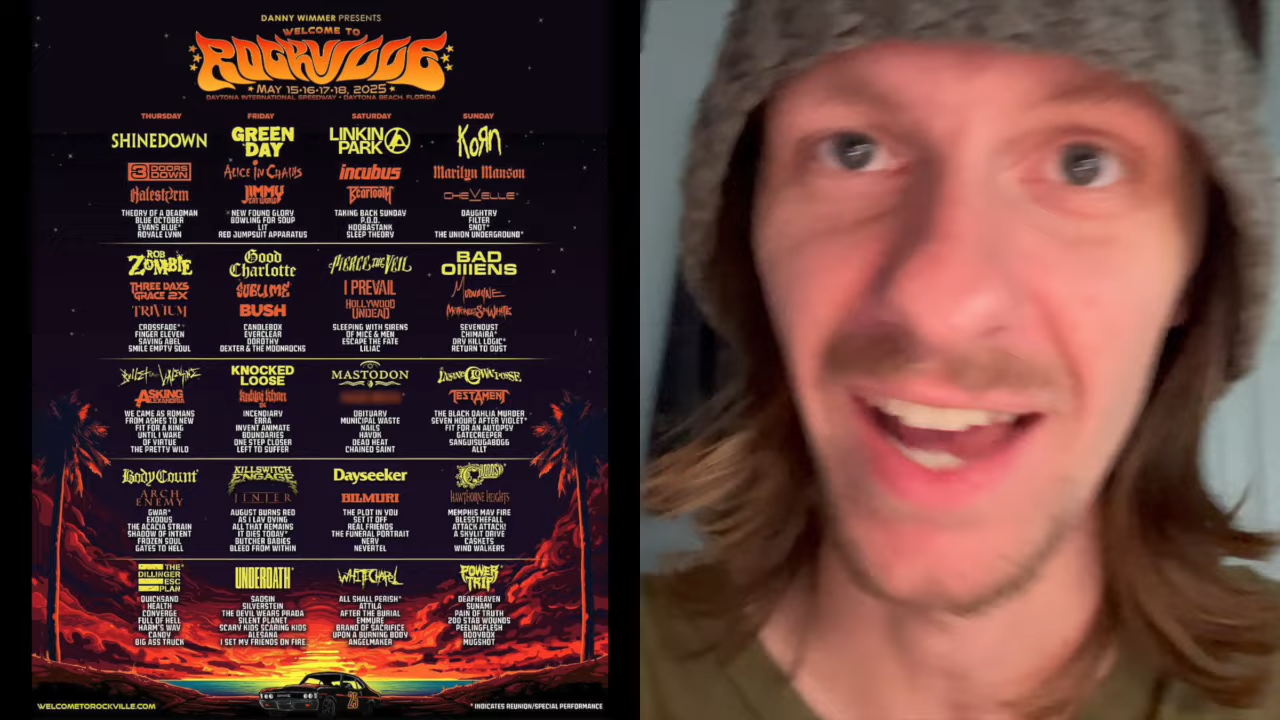 DANNY WIMMER PRESENTS
WELCOME TO
ROCKVILLE
MAY 15•16•17•18, 2025
DAYTONA INTERNATIONAL SPEEDWAY • DAYTONA BEACH, FLORIDA
THURSDAY
SHINEDOWN
3 DOORS DOWN
Halestorm
THEORY OF A DEADMAN
BLUE OCTOBER
EVANS BLUE*
ROYALE LYNN
FRIDAY
GREEN DAY
ALICE IN CHAINS
JIMMY EAT WORLD
*NEW FOUND GLORY
BOWLING FOR SOUP
LIT
RED JUMPSUIT APPARATUS
SATURDAY
LINKIN PARK
incubus
BEARTOOTH
TAKING BACK SUNDAY
P.O.D.
HOOBASTANK
SLEEP THEORY
SUNDAY
KoRn
Marilyn Manson
CHEVELLE*
DAUGHTRY
FILTER
SNOT*
THE UNION UNDERGROUND*
ROB ZOMBIE
THREE DAYS GRACE 2X
TRIVIUM
CROSSFADE*
FINGER ELEVEN
SAVING ABEL
SMILE EMPTY SOUL
Good Charlotte
SUBLIME
BUSH
CANDLEBOX
EVERCLEAR
DOROTHY
DEXTER & THE MOONROCKS
PIERCE THE VEIL
I PREVAIL
HOLLYWOOD UNDEAD
SLEEPING WITH SIRENS
OF MICE & MEN
ESCAPE THE FATE
LILIAC
BAD OMENS
MUDVAYNE
MOTIONLESS IN WHITE
SEVENDUST
CHIMAIRA*
DRY KILL LOGIC*
RETURN TO DUST
BULLET FOR MY VALENTINE
ASKING ALEXANDRIA
WE CAME AS ROMANS
FROM ASHES TO NEW
FIT FOR A KING
UNTIL I WAKE
OF VIRTUE
THE PRETTY WILD
KNOCKED LOOSE
INCENDIARY
ERRA
INVENT ANIMATE
BOUNDARIES
ONE STEP CLOSER
LEFT TO SUFFER
MASTODON
OBITUARY
MUNICIPAL WASTE
NAILS
HAVOK
DEAD HEAT
CHAINED SAINT
INSANE CLOWN POSSE
TESTAMENT
THE BLACK DAHLIA MURDER
SEVEN HOURS AFTER VIOLET*
FIT FOR AN AUTOPSY
GATECREEPER
SANGUISUGABOGG
ALLT
BODY COUNT
ARCH ENEMY
GWAR*
EXODUS
THE ACACIA STRAIN
SHADOW OF INTENT
FROZEN SOUL
GATES TO HELL
KILLSWITCH ENGAGE
JINJER
AUGUST BURNS RED
AS I LAY DYING
ALL THAT REMAINS
IT DIES TODAY*
BUTCHER BABIES
BLEED FROM WITHIN
Dayseeker
BILMURI
THE PLOT IN YOU
SET IT OFF
REAL FRIENDS
THE FUNERAL PORTRAIT
NERV
NEVERTEL
HAWTHORNE HEIGHTS
MEMPHIS MAY FIRE
BLESSTHEFALL
ATTACK ATTACK!
A SKYLIT DRIVE
CASKETS
WIND WALKERS
THE* DILLINGER ESC PLAN
QUICKSAND
HEALTH
CONVERGE
FULL OF HELL
HARM'S WAY
CANDY
BIG ASS TRUCK
UNDEROATH*
SAOSIN
SILVERSTEIN
THE DEVIL WEARS PRADA
SILENT PLANET
SCARY KIDS SCARING KIDS
ALESANA
I SET MY FRIENDS ON FIRE
WHITECHAPEL
ALL SHALL PERISH*
ATTILA
AFTER THE BURIAL
EMMURE
BRAND OF SACRIFICE
UPON A BURNING BODY
ANGELMAKER
POWER TRIP
DEAFHEAVEN
SUNAMI
PAIN OF TRUTH
200 STAB WOUNDS
PEELINGFLESH
BODYBOX
MUGSHOT
25
WELCOMETOROCKVILLE.COM
* INDICATES REUNION/SPECIAL PERFORMANCE